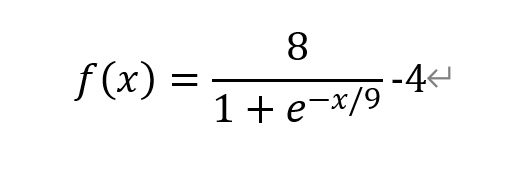 f(x) = 8 / (1 + e^{-x/9}) -4↵